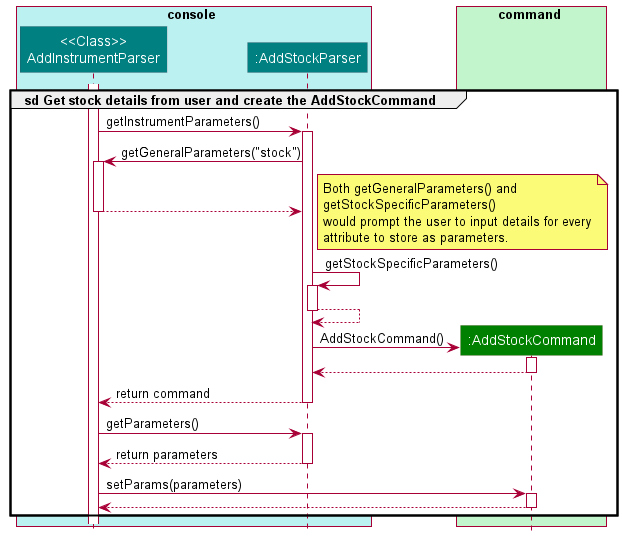 console
command
<<Class>>
AddInstrumentParser
:AddStockParser
sd Get stock details from user and create the AddStockCommand
getInstrumentParameters()
getGeneralParameters("stock")
Both getGeneralParameters() and
getStockSpecificParameters()
would prompt the user to input details for every
attribute to store as parameters.
getStockSpecificParameters()
AddStockCommand()
:AddStockCommand
return command
getParameters()
return parameters
setParams(parameters)